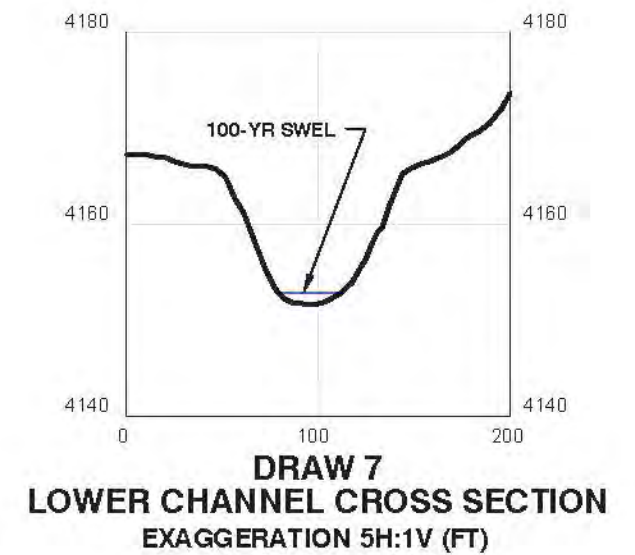 4180 4180
100-YR SWEL
4160 4160
4140 4140
0 100 200
DRAW 7
LOWER CHANNEL CROSS SECTION
EXAGGERATION 5H:1V (FT)